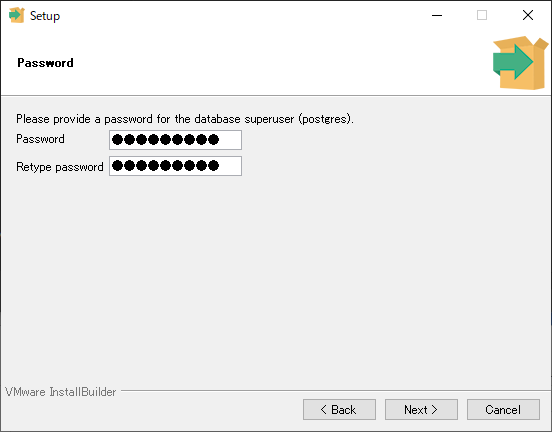 Setup
Password
Please provide a password for the database superuser (postgres).
Password ●●●●●●●●●
Retype password ●●●●●●●●●
VMware InstallBuilder
< Back Next > Cancel